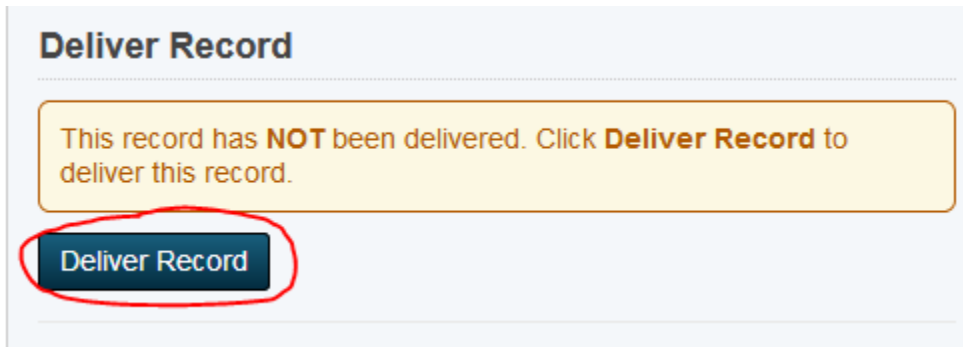 Deliver Record
This record has NOT been delivered. Click Deliver Record to
deliver this record.
Deliver Record